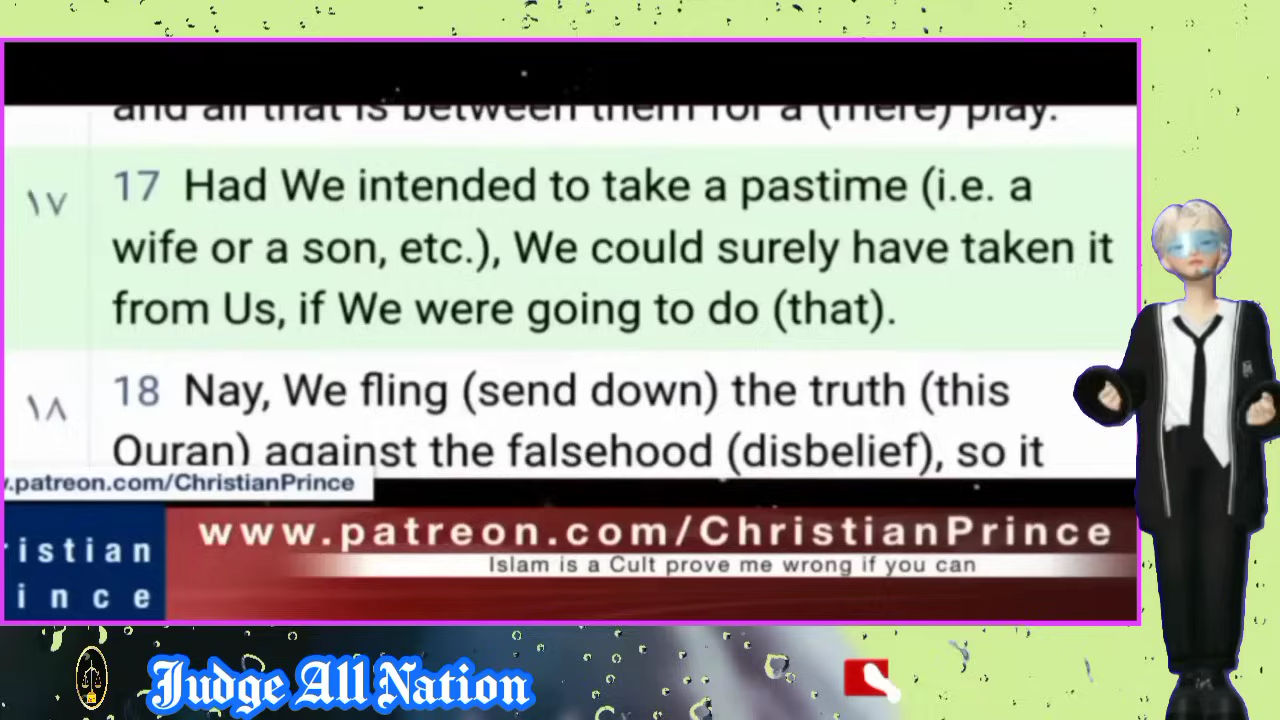 and all that is between them for a (mere) play.
١٧
17 Had We intended to take a pastime (i.e. a
wife or a son, etc.), We could surely have taken it
from Us, if We were going to do (that).
١٨
18 Nay, We fling (send down) the truth (this
Quran) against the falsehood (disbelief), so it
.patreon.com/ChristianPrince
ristian
ince
www.patreon.com/ChristianPrince
Islam is a Cult prove me wrong if you can
Judge All Nation